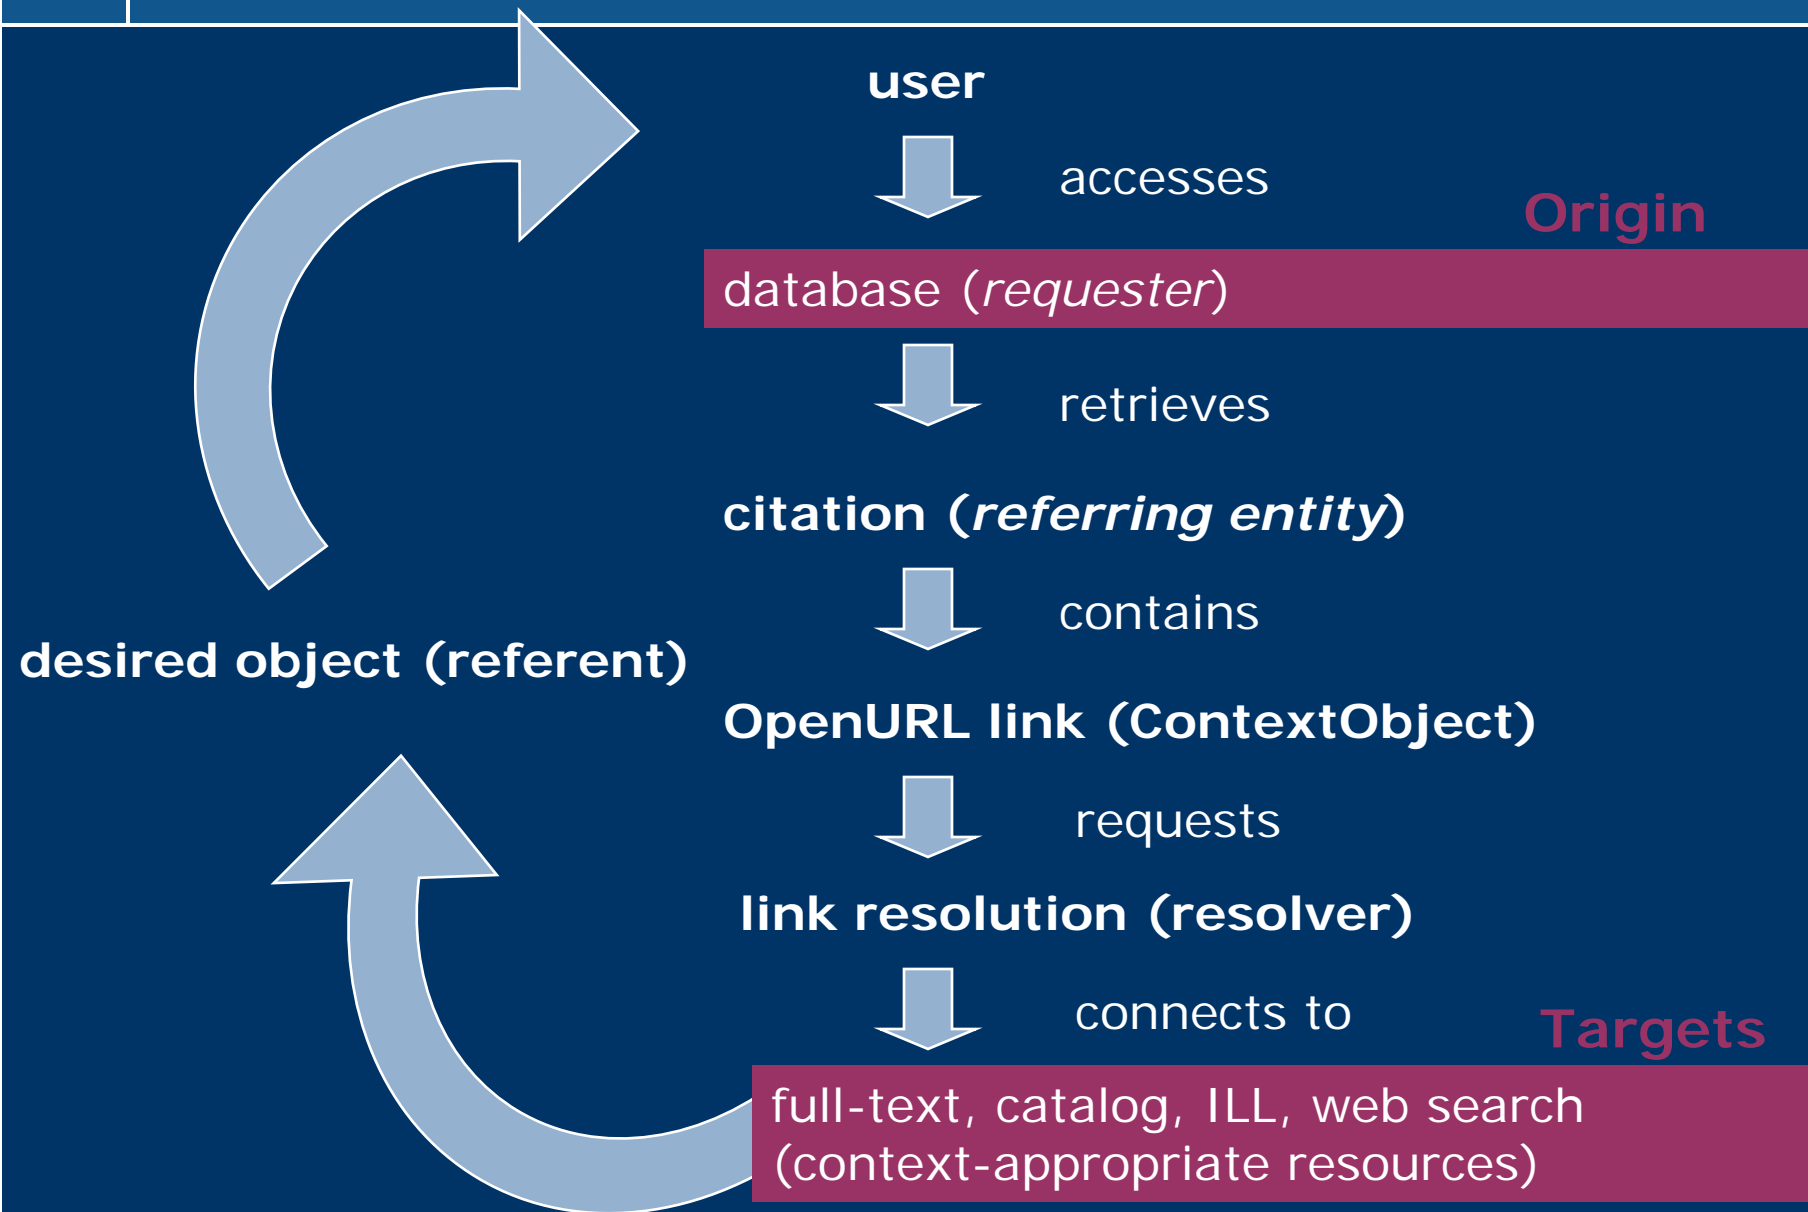 user
accesses
Origin
database (requester)
retrieves
citation (referring entity)
contains
desired object (referent)
OpenURL link (ContextObject)
requests
link resolution (resolver)
connects to
Targets
full-text, catalog, ILL, web search
(context-appropriate resources)